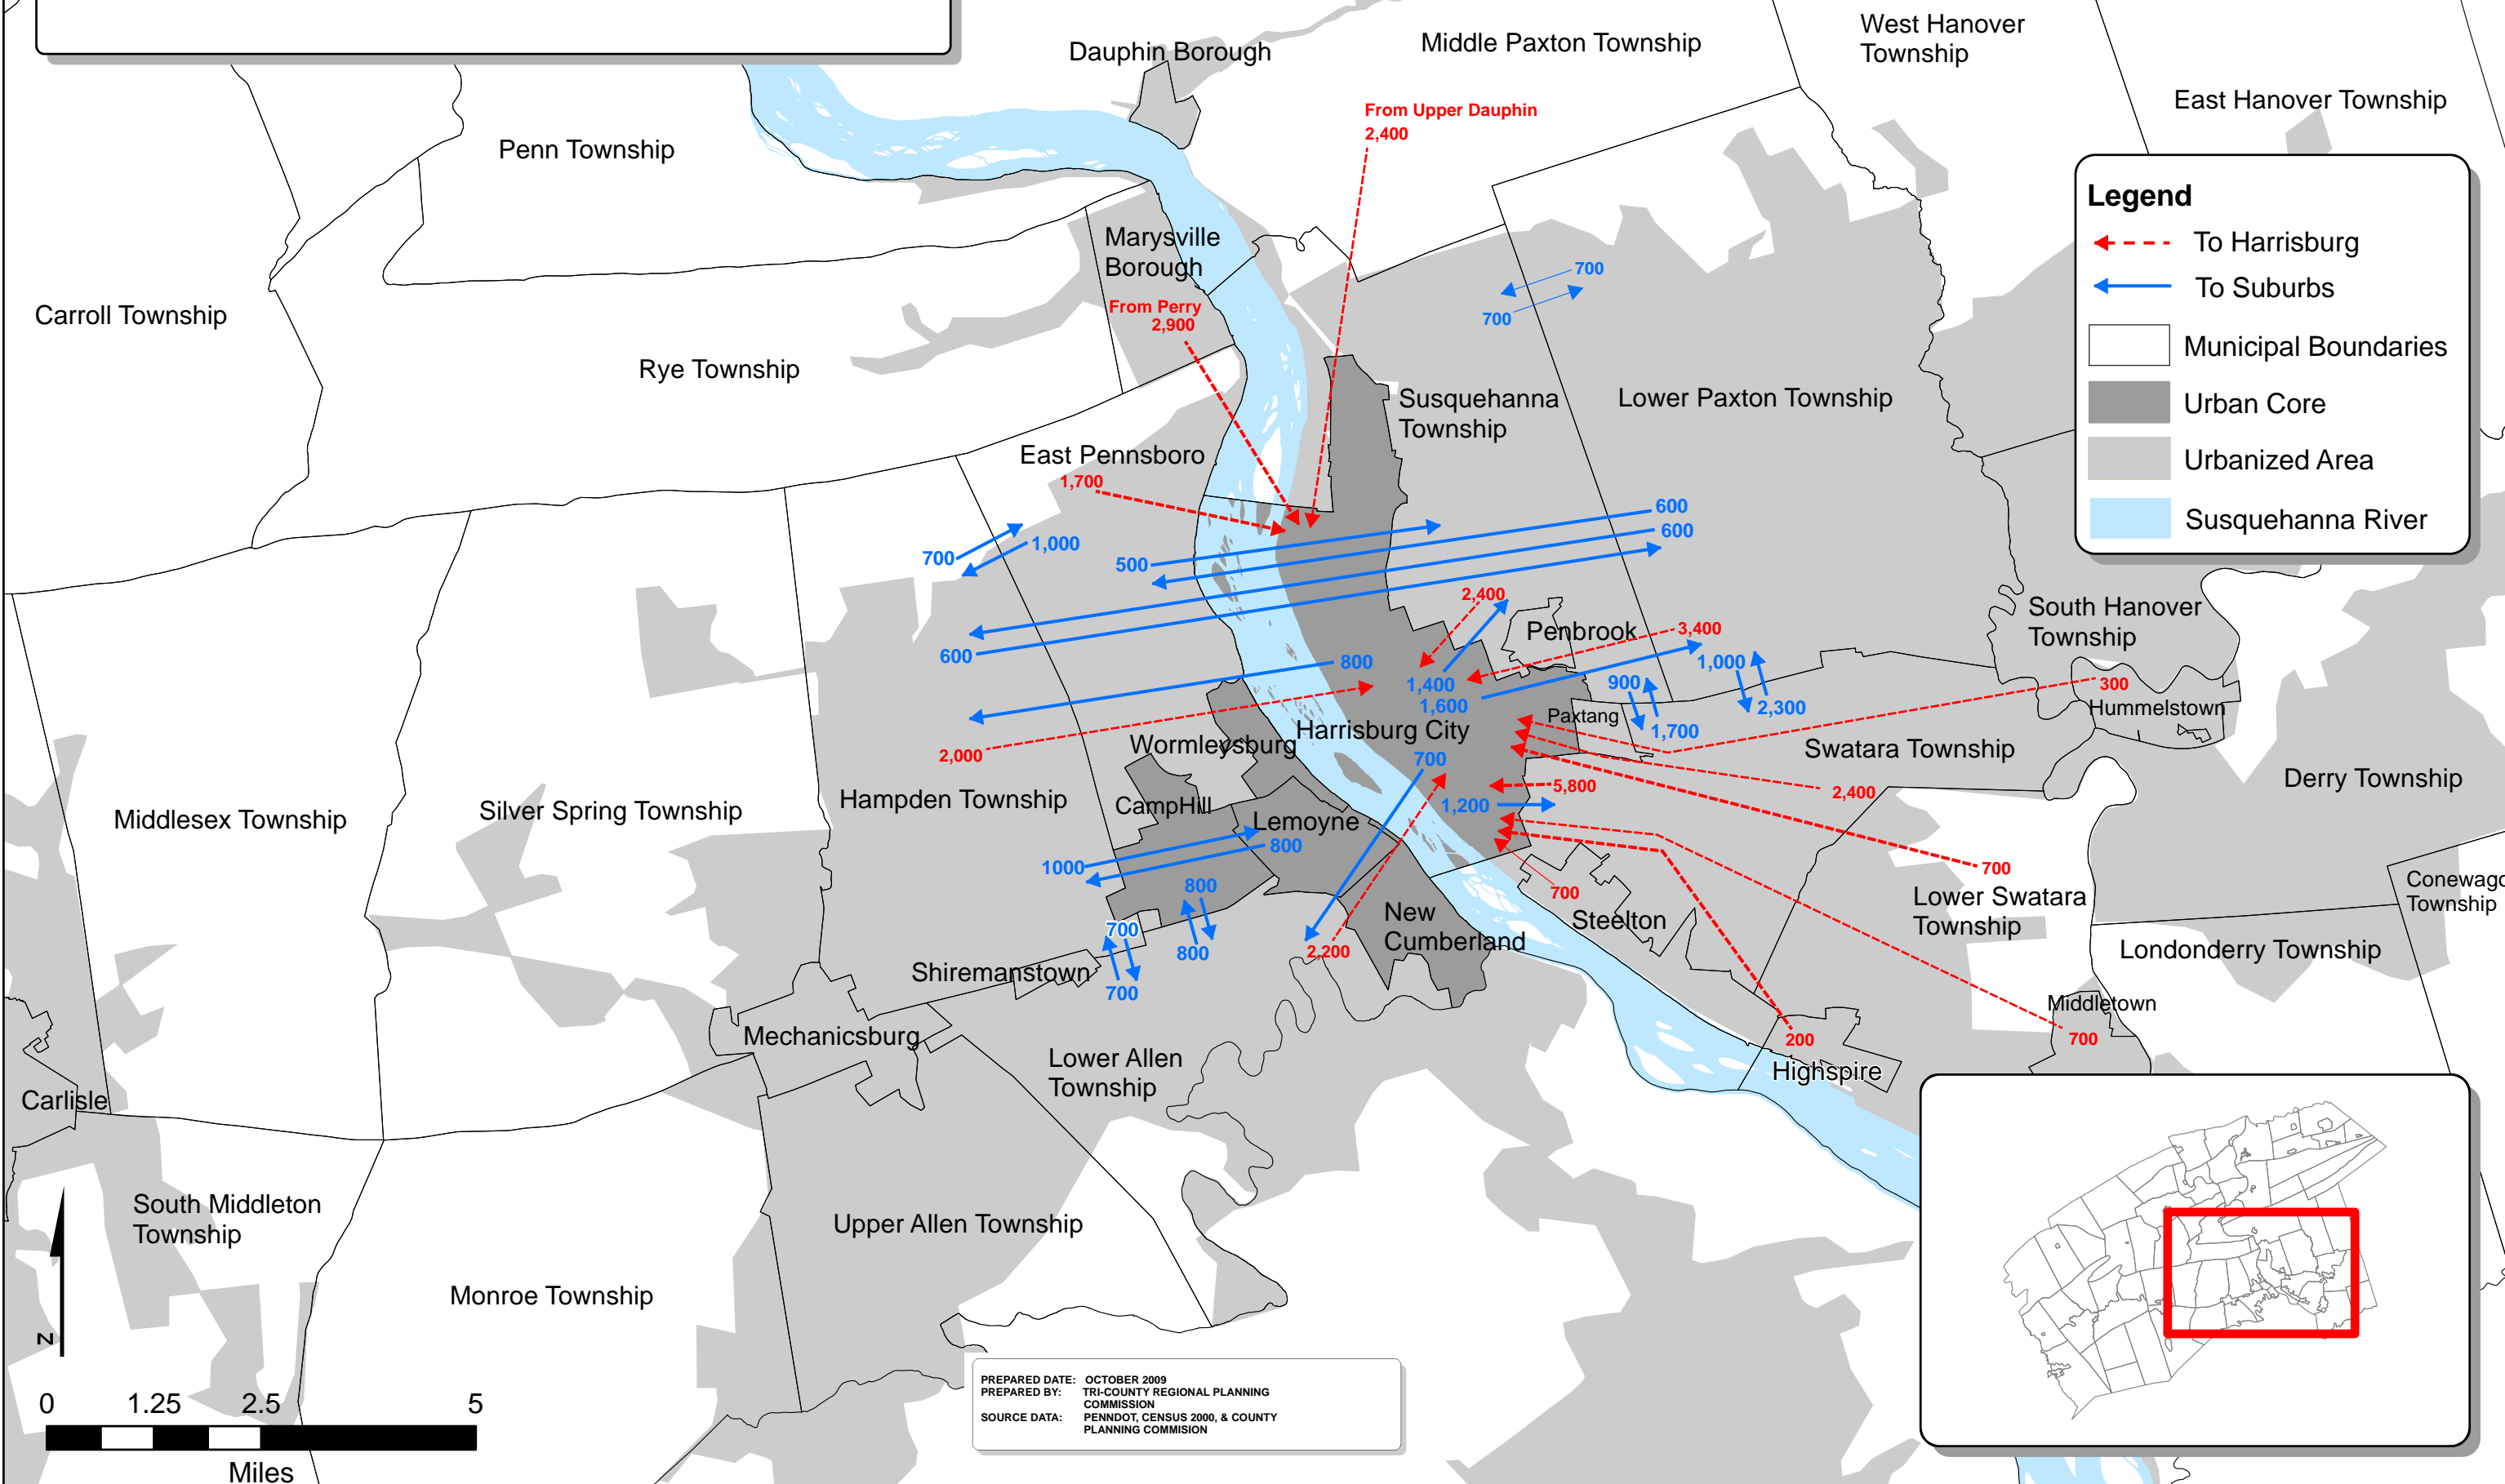 West Hanover
Township
Middle Paxton Township
Dauphin Borough
East Hanover Township
From Upper Dauphin
2,400
Penn Township
Legend
To Harrisburg
To Suburbs
Municipal Boundaries
Urban Core
Urbanized Area
Susquehanna River
Marysville
Borough
700
700
From Perry
2,900
Carroll Township
Rye Township
Susquehanna
Township
Lower Paxton Township
East Pennsboro
1,700
600
600
700
1,000
500
600
2,400
Penbrook
3,400
South Hanover
Township
800
1,400
1,600
1,000
900
2,300
1,700
300
Hummelstown
Paxtang
2,000
Wormleysburg
Harrisburg City
700
Swatara Township
Derry Township
5,800
2,400
1,200
Middlesex Township
Silver Spring Township
Hampden Township
CampHill
Lemoyne
800
1000
800
800
700
700
700
Lower Swatara
Township
Conewago
Township
New
Cumberland
Steelton
700
2,200
Londonderry Township
Shiremanstown
700
Middletown
700
200
Highspire
Mechanicsburg
Lower Allen
Township
Carlisle
South Middleton
Township
Upper Allen Township
Monroe Township
N
0 1.25 2.5 5
Miles
PREPARED DATE: OCTOBER 2009
PREPARED BY: TRI-COUNTY REGIONAL PLANNING
COMMISSION
SOURCE DATA: PENNDOT, CENSUS 2000, & COUNTY
PLANNING COMMISION